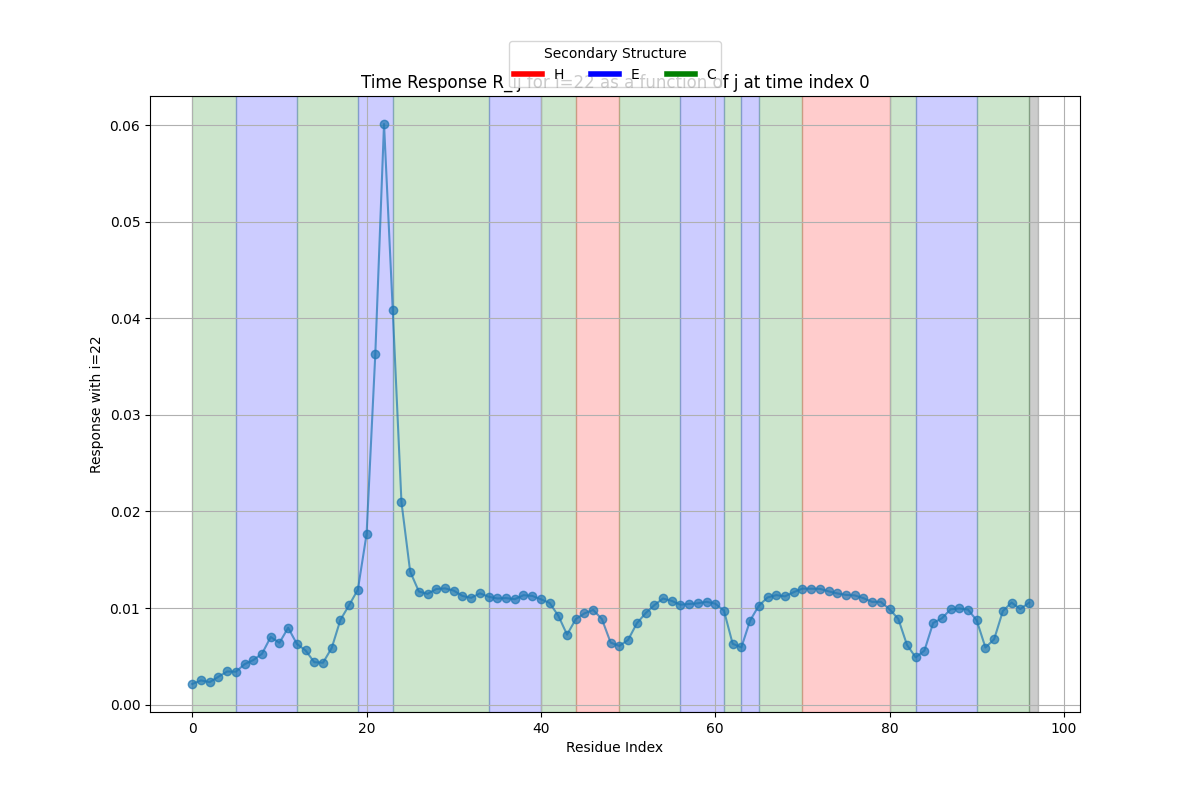 Secondary Structure
H E C
Time Response R_ij for i=22 as a function of j at time index 0
0.06
0.05
0.04
0.03
0.02
0.01
0.00
Response with i=22
0 20 40 60 80 100
Residue Index